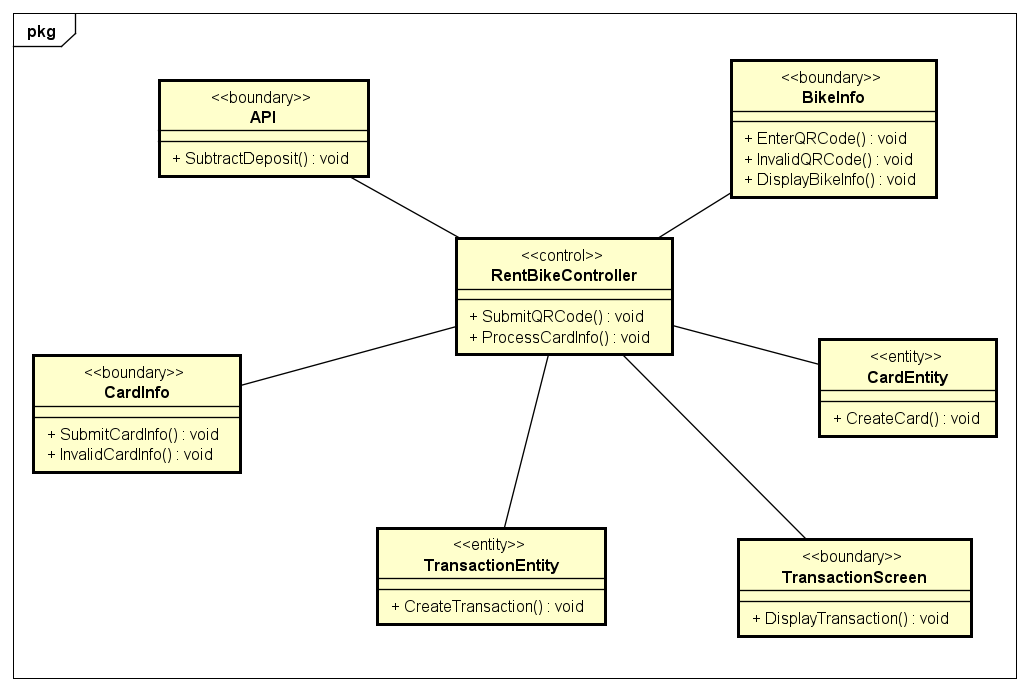 pkg
<<boundary>>
API
+ SubtractDeposit() : void
<<boundary>>
BikeInfo
+ EnterQRCode() : void
+ InvalidQRCode() : void
+ DisplayBikeInfo() : void
<<control>>
RentBikeController
+ SubmitQRCode() : void
+ ProcessCardInfo() : void
<<boundary>>
CardInfo
+ SubmitCardInfo() : void
+ InvalidCardInfo() : void
<<entity>>
CardEntity
+ CreateCard() : void
<<entity>>
TransactionEntity
+ CreateTransaction() : void
<<boundary>>
TransactionScreen
+ DisplayTransaction() : void